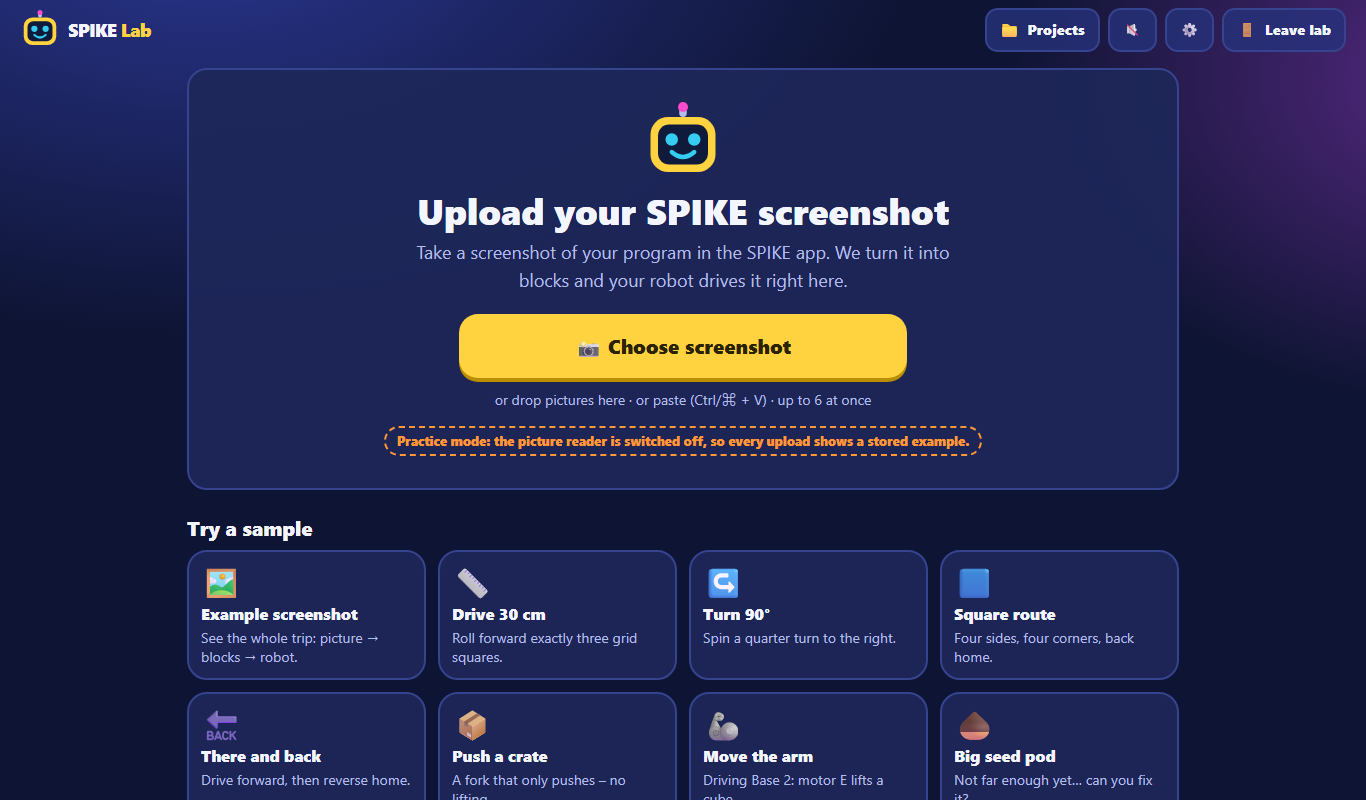 SPIKE Lab
Projects
Leave lab
Upload your SPIKE screenshot
Take a screenshot of your program in the SPIKE app. We turn it into
blocks and your robot drives it right here.
Choose screenshot
or drop pictures here · or paste (Ctrl/⌘ + V) · up to 6 at once
Practice mode: the picture reader is switched off, so every upload shows a stored example.
Try a sample
Example screenshot
See the whole trip: picture →
blocks → robot.
Drive 30 cm
Roll forward exactly three grid
squares.
Turn 90°
Spin a quarter turn to the right.
Square route
Four sides, four corners, back
home.
BACK
There and back
Drive forward, then reverse home.
Push a crate
A fork that only pushes – no
lifting.
Move the arm
Driving Base 2: motor E lifts a
cube.
Big seed pod
Not far enough yet... can you fix
it?